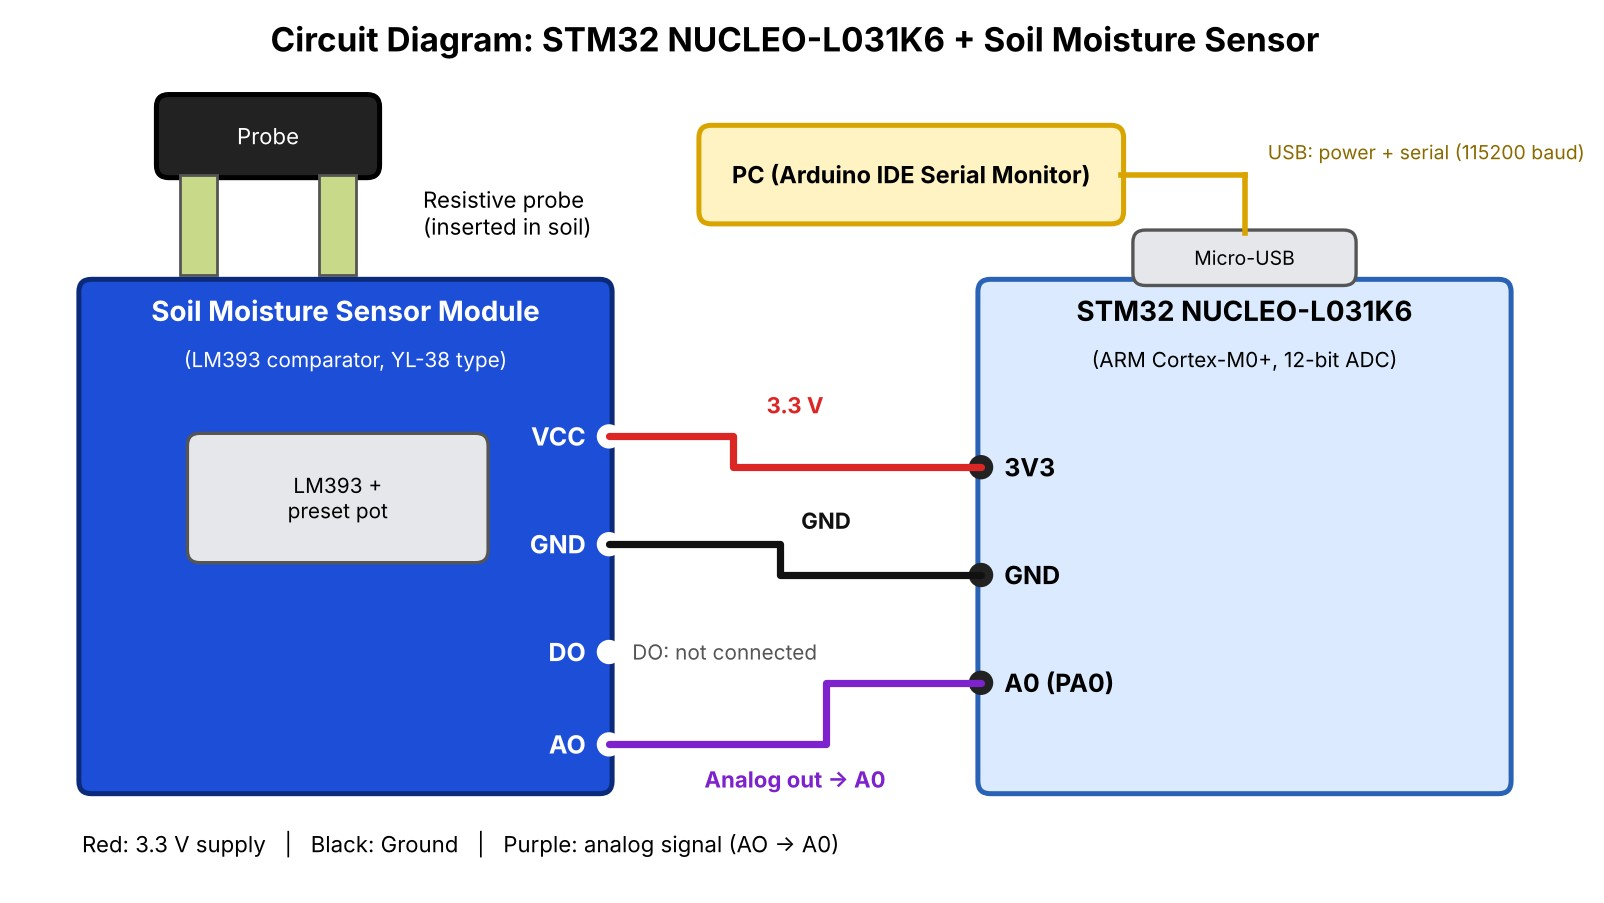 Circuit Diagram: STM32 NUCLEO-L031K6 + Soil Moisture Sensor
Probe
Resistive probe
(inserted in soil)
PC (Arduino IDE Serial Monitor)
USB: power + serial (115200 baud)
Micro-USB
Soil Moisture Sensor Module
(LM393 comparator, YL-38 type)
LM393 +
preset pot
VCC
GND
DO
AO
3.3 V
GND
DO: not connected
Analog out → A0
STM32 NUCLEO-L031K6
(ARM Cortex-M0+, 12-bit ADC)
3V3
GND
A0 (PA0)
Red: 3.3 V supply | Black: Ground | Purple: analog signal (AO → A0)